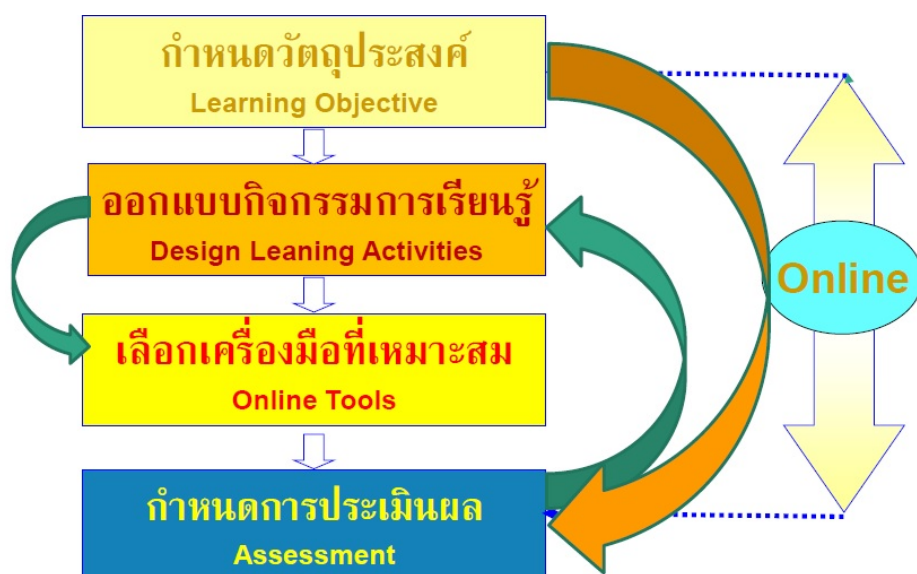 กำหนดวัตถุประสงค์
Learning Objective
ออกแบบกิจกรรมการเรียนรู้
Design Leaning Activities
เลือกเครื่องมือที่เหมาะสม
Online Tools
กำหนดการประเมินผล
Assessment
Online